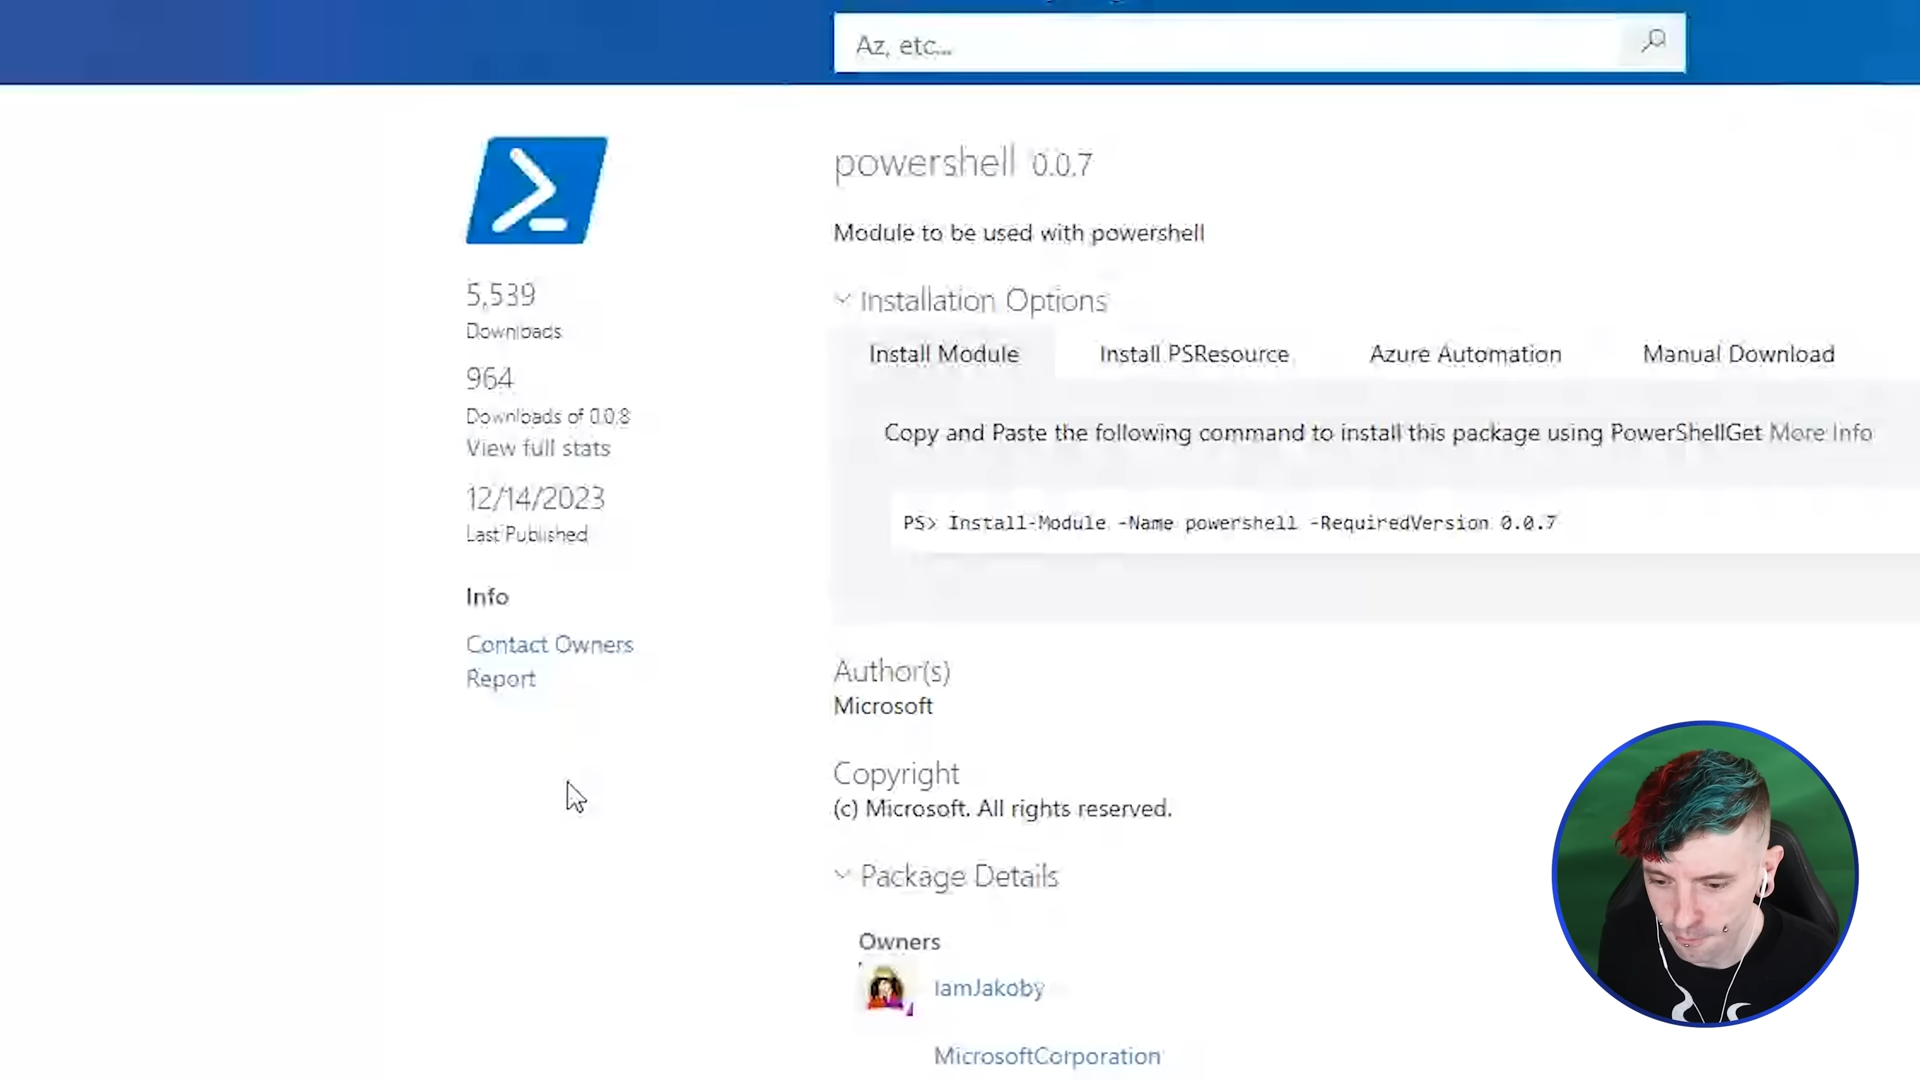 Az, etc...
powershell 0.0.7
Module to be used with powershell
5,539
Downloads
964
Downloads of 0.0.8
View full stats
12/14/2023
Last Published
Info
Contact Owners
Report
Installation Options
Install Module
Install PSResource
Azure Automation
Manual Download
Copy and Paste the following command to install this package using PowerShellGet More Info
PS> Install-Module -Name powershell -RequiredVersion 0.0.7
Author(s)
Microsoft
Copyright
(c) Microsoft. All rights reserved.
Package Details
Owners
IamJakoby
MicrosoftCorporation